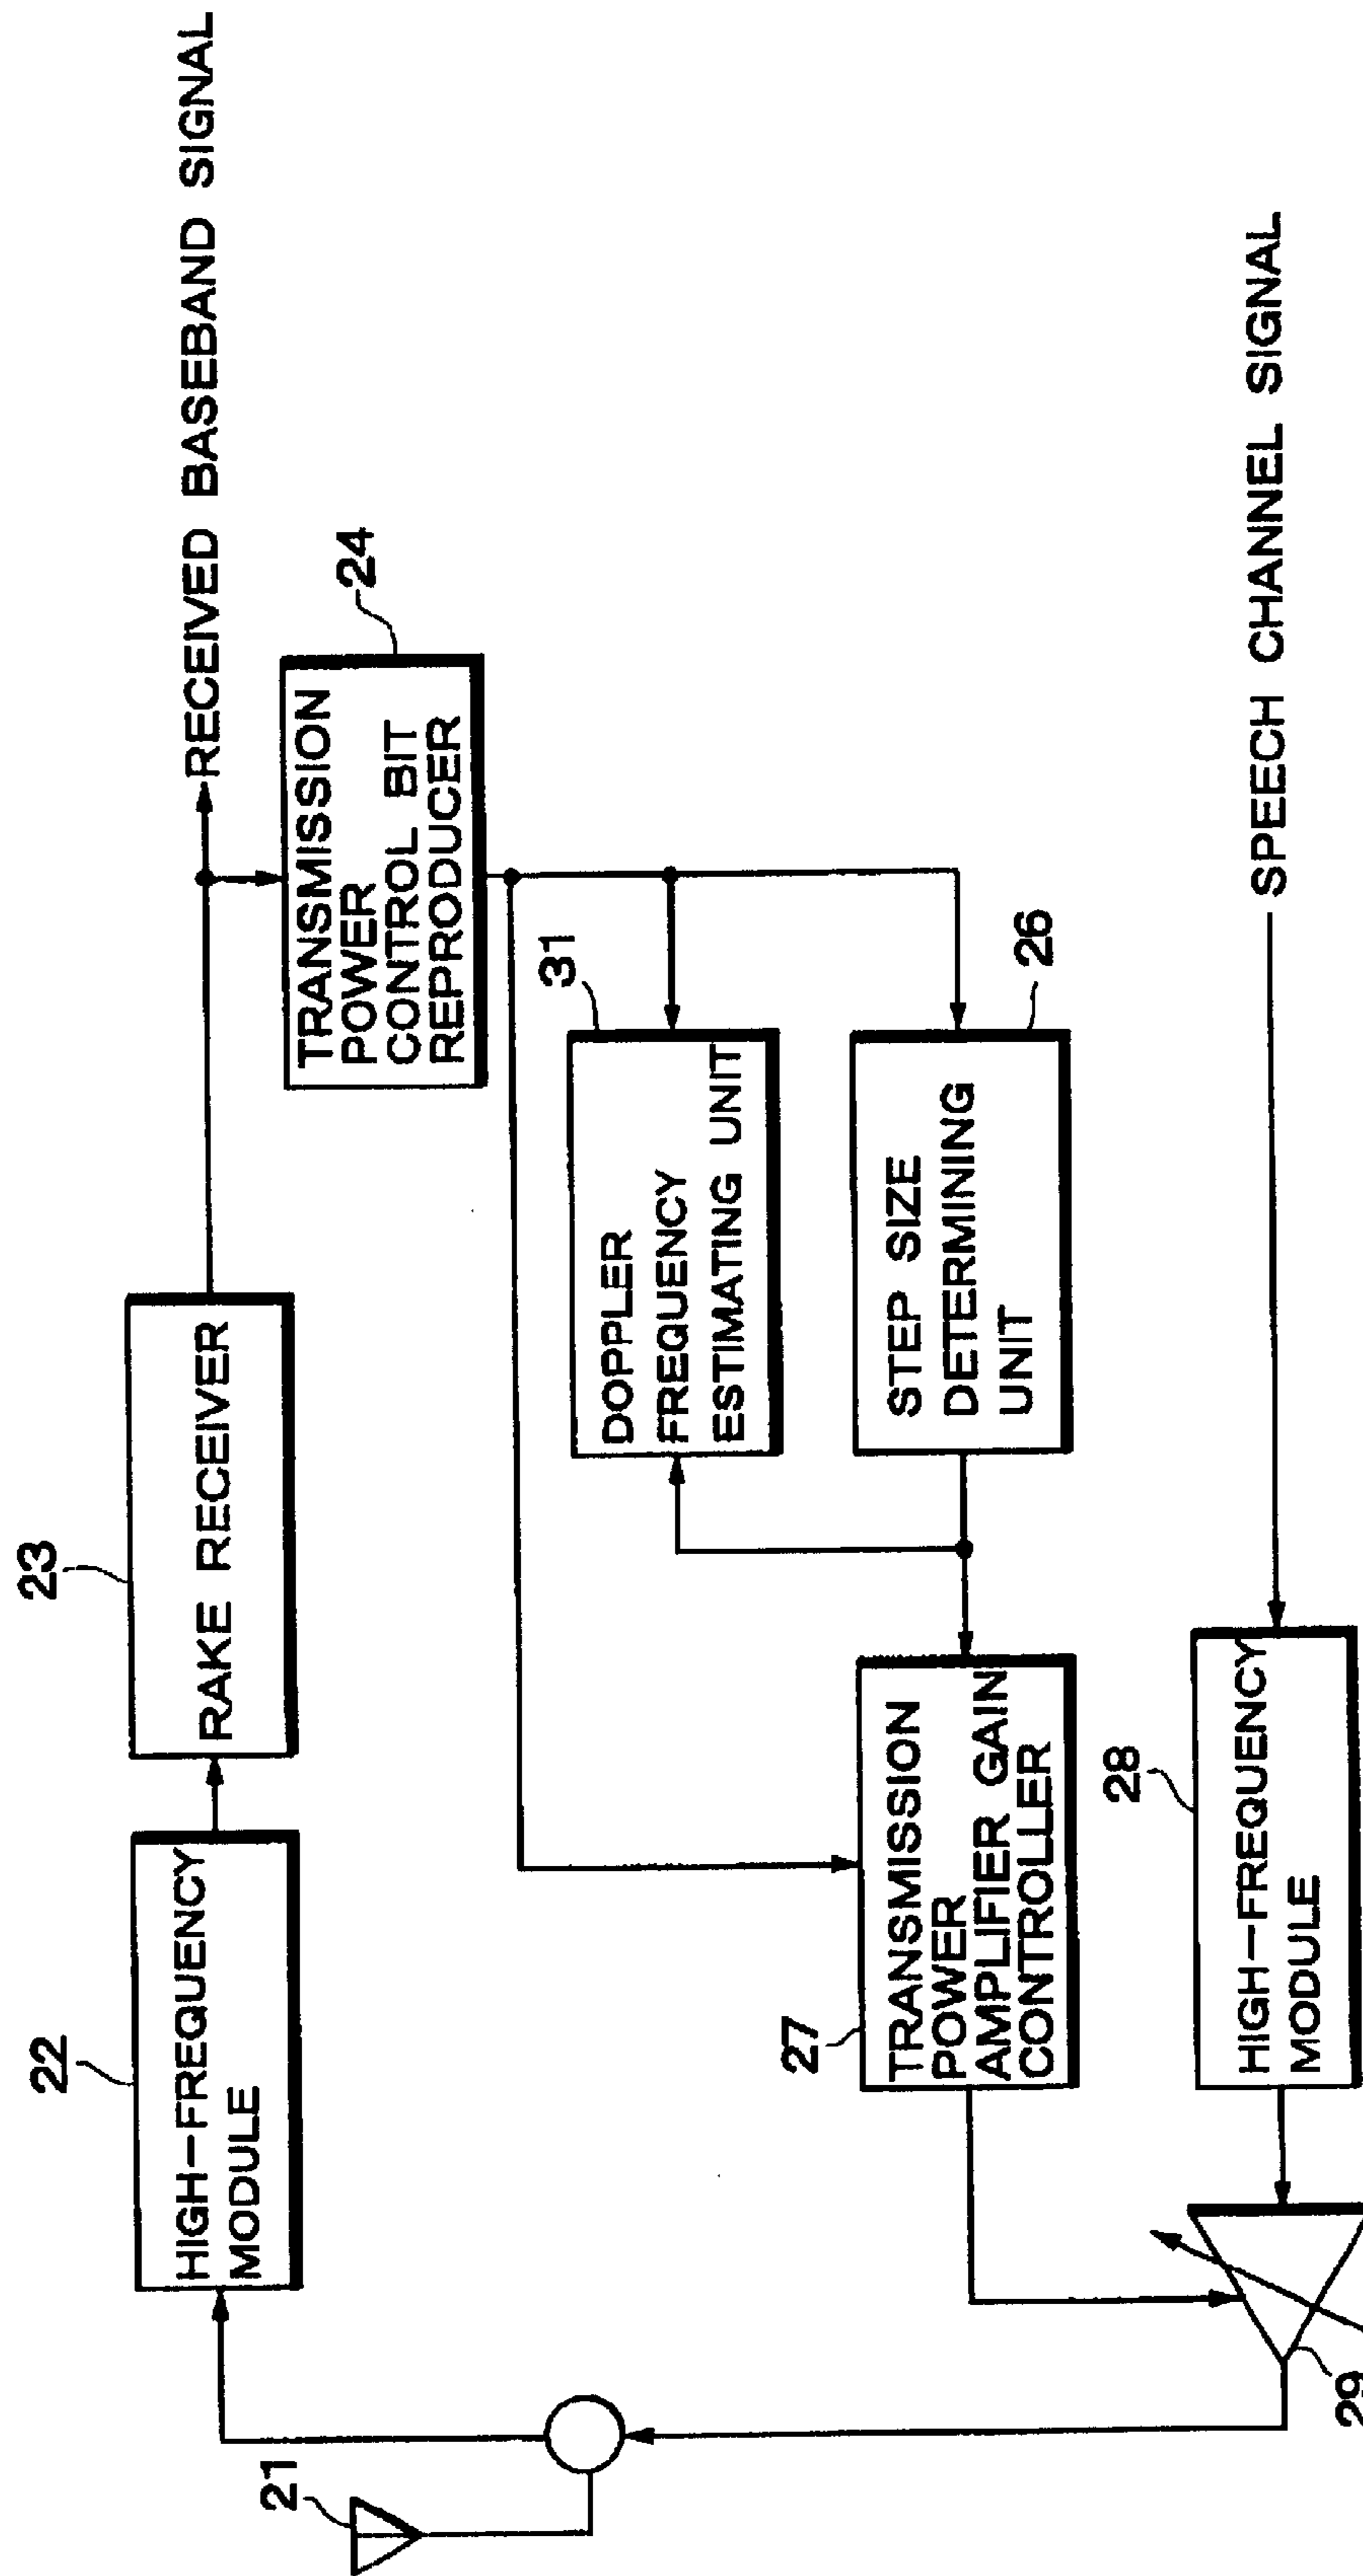 22
HIGH-FREQUENCY
MODULE
23
RAKE RECEIVER
RECEIVED BASEBAND SIGNAL
21
24
TRANSMISSION
POWER
CONTROL BIT
REPRODUCER
31
DOPPLER
FREQUENCY
ESTIMATING UNIT
26
STEP SIZE
DETERMINING
UNIT
27
TRANSMISSION
POWER
AMPLIFIER GAIN
CONTROLLER
28
HIGH-FREQUENCY
MODULE
SPEECH CHANNEL SIGNAL
29